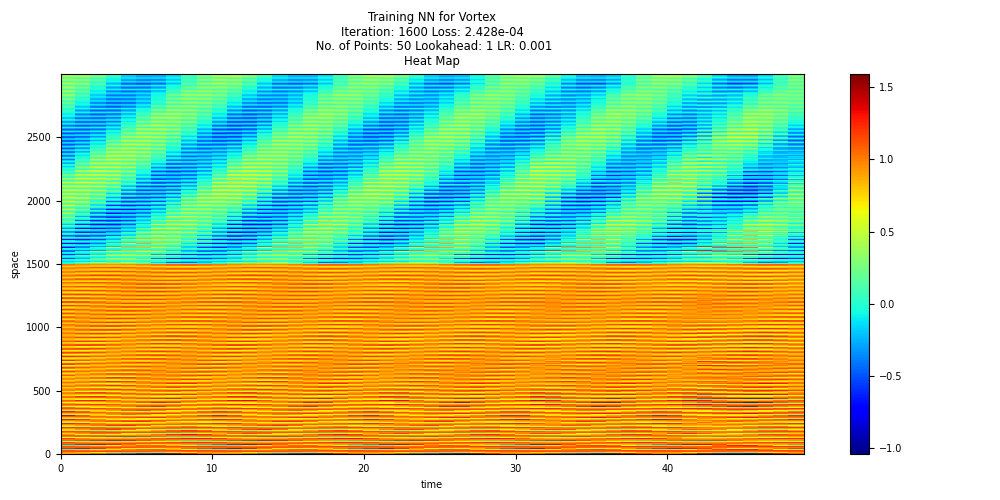 Training NN for Vortex
Iteration: 1600 Loss: 2.428e-04
No. of Points: 50 Lookahead: 1 LR: 0.001
Heat Map
space
2500
2000
1500
1000
500
0
0 10 20 30 40
time
1.5
1.0
0.5
0.0
−0.5
−1.0